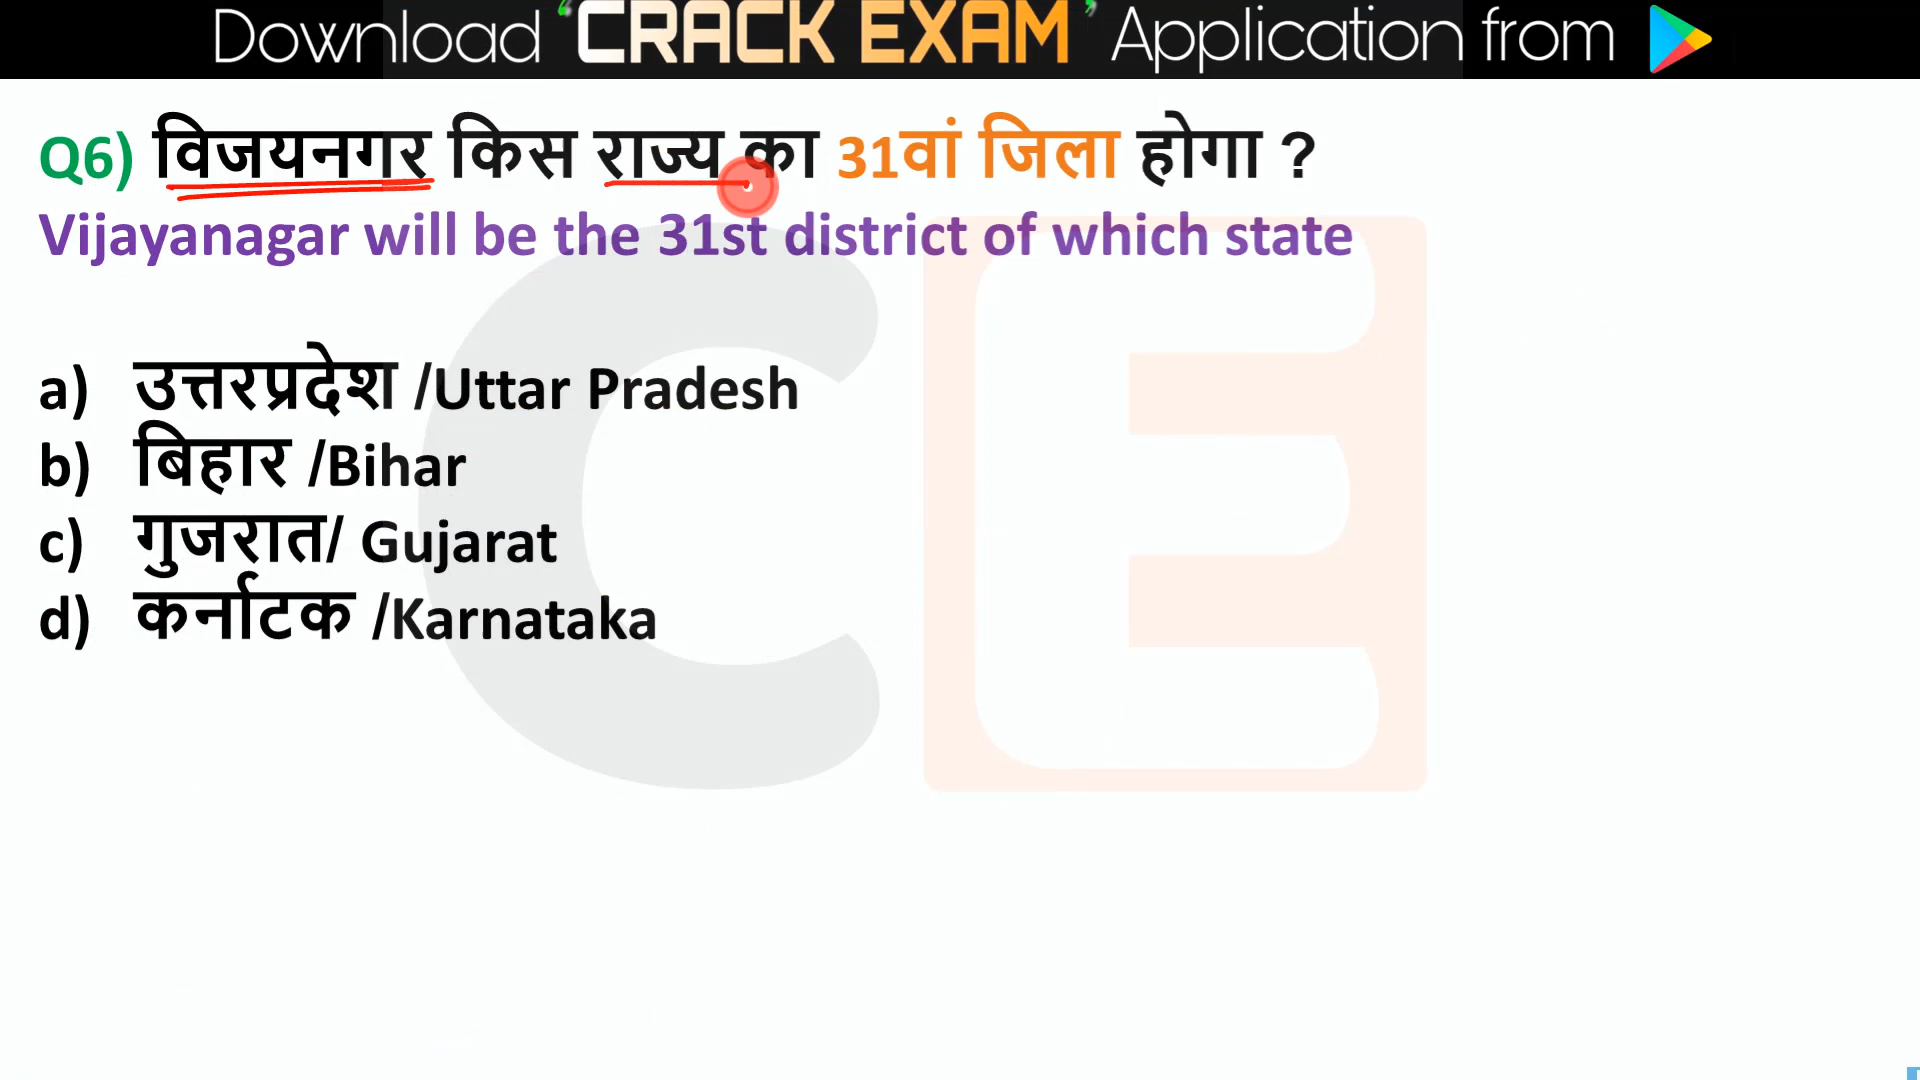 Download ‘CRACK EXAM’ Application from
Q6) विजयनगर किस राज्य का 31वां जिला होगा ?
Vijayanagar will be the 31st district of which state
a) उत्तरप्रदेश /Uttar Pradesh
b) बिहार /Bihar
c) गुजरात/ Gujarat
d) कर्नाटक /Karnataka
CE